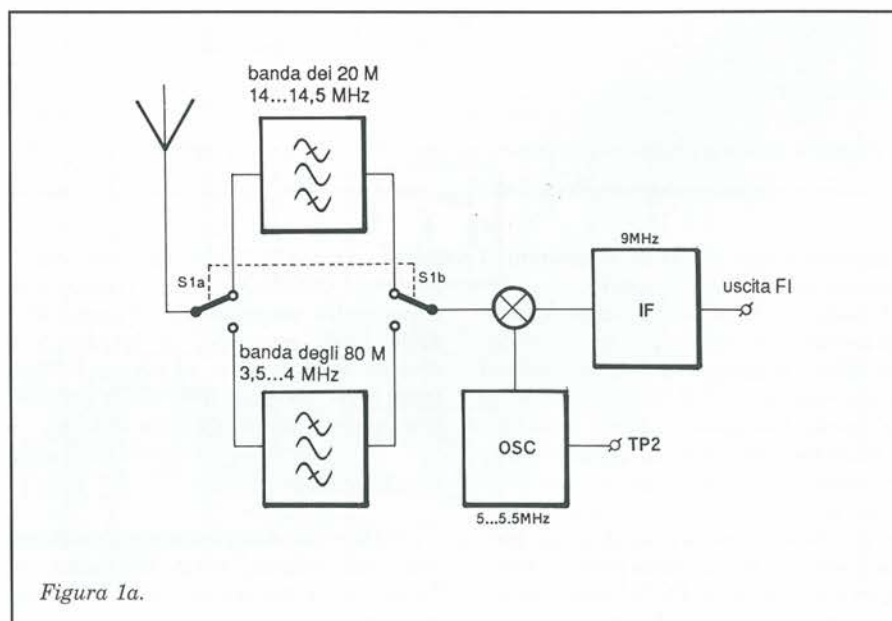 banda dei 20 M
14...14,5 MHz
S1a
S1b
9MHz
IF
uscita FI
banda degli 80 M
3,5...4 MHz
OSC
TP2
5...5.5MHz
Figura 1a.